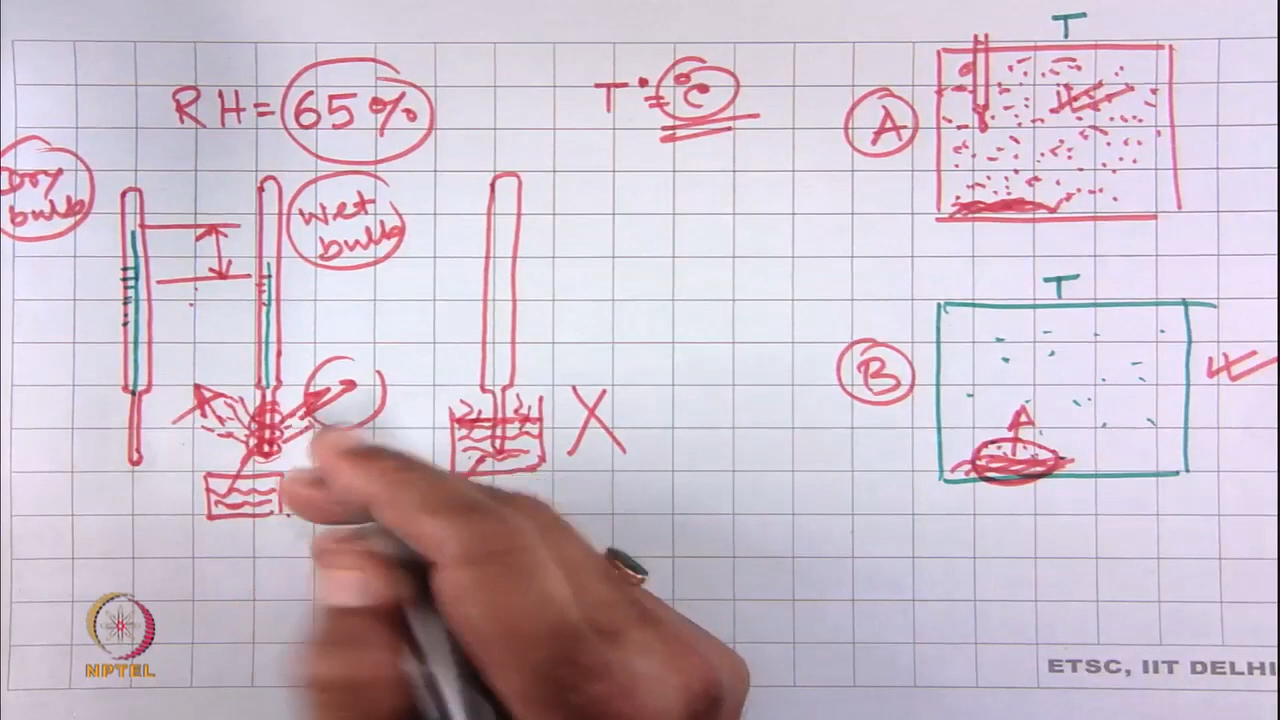 RH = 65%
T° = °C
Dry
bulb
Wet
bulb
X
A
T
B
T
A
NPTEL
ETSC, IIT DELHI